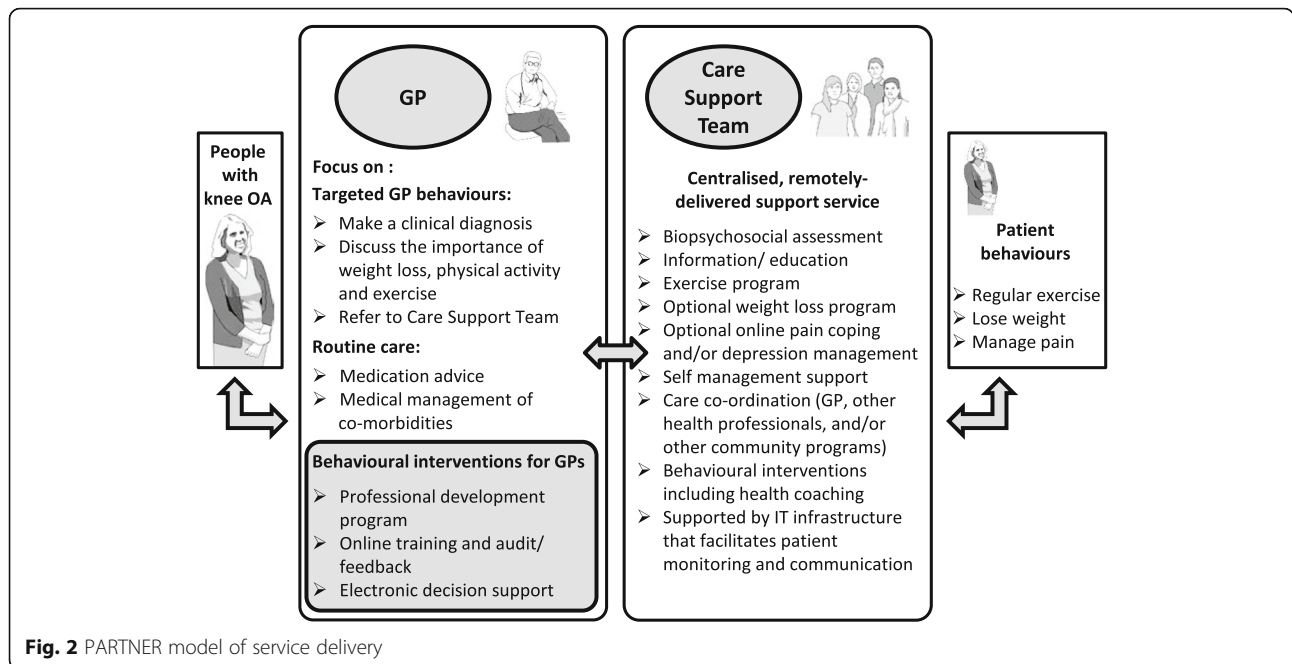 People
with
knee OA
GP
Focus on :
Targeted GP behaviours:
➢ Make a clinical diagnosis
➢ Discuss the importance of
weight loss, physical activity
and exercise
➢ Refer to Care Support Team
Routine care:
➢ Medication advice
➢ Medical management of
co-morbidities
Behavioural interventions for GPs
➢ Professional development
program
➢ Online training and audit/
feedback
➢ Electronic decision support
Care
Support
Team
Centralised, remotely-
delivered support service
➢ Biopsychosocial assessment
➢ Information/ education
➢ Exercise program
➢ Optional weight loss program
➢ Optional online pain coping
and/or depression management
➢ Self management support
➢ Care co-ordination (GP, other
health professionals, and/or
other community programs)
➢ Behavioural interventions
including health coaching
➢ Supported by IT infrastructure
that facilitates patient
monitoring and communication
Patient
behaviours
➢ Regular exercise
➢ Lose weight
➢ Manage pain
Fig. 2 PARTNER model of service delivery